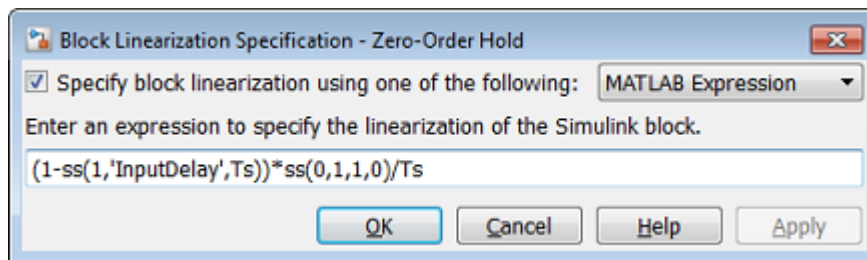 Block Linearization Specification - Zero-Order Hold
Specify block linearization using one of the following: MATLAB Expression
Enter an expression to specify the linearization of the Simulink block.
(1-ss(1,'InputDelay',Ts))*ss(0,1,1,0)/Ts
OK Cancel Help Apply